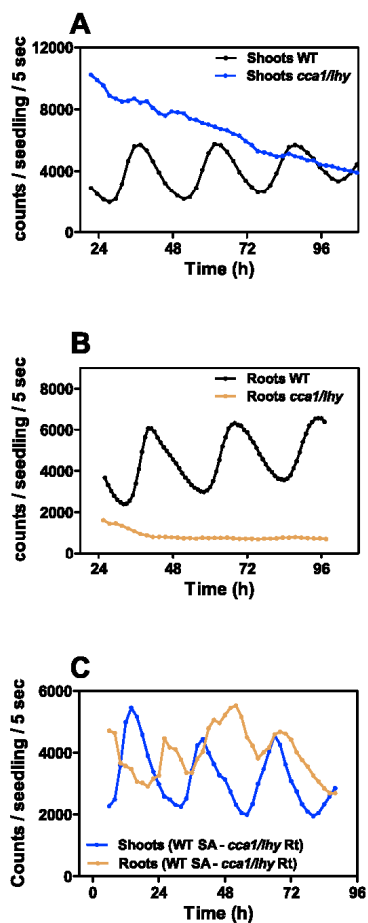 A
12000
8000
4000
0
counts / seedling / 5 sec
Shoots WT
Shoots cca1/lhy
24 48 72 96
Time (h)
B
8000
6000
4000
2000
0
counts / seedling / 5 sec
Roots WT
Roots cca1/lhy
24 48 72 96
Time (h)
C
6000
4000
2000
0
Counts / seedling / 5 sec
Shoots (WT SA - cca1/lhy Rt)
Roots (WT SA - cca1/lhy Rt)
0 24 48 72 96
Time (h)